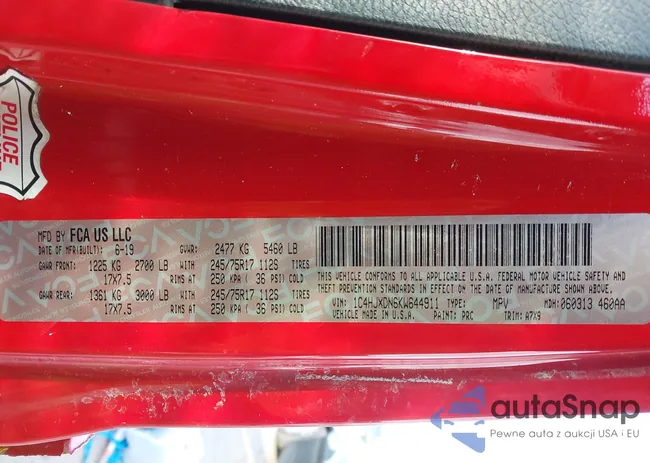 POLICE
MFD BY FCA US LLC
DATE OF MFR(BUILT): 6-19 GVWR: 2477 KG 5460 LB
GAWR FRONT: 1225 KG 2700 LB WITH 245/75R17 112S TIRES
17X7.5 RIMS AT 250 KPA ( 36 PSI) COLD
GAWR REAR: 1361 KG 3000 LB WITH 245/75R17 112S TIRES
17X7.5 RIMS AT 250 KPA ( 36 PSI) COLD
THIS VEHICLE CONFORMS TO ALL APPLICABLE U.S.A. FEDERAL MOTOR VEHICLE SAFETY AND
THEFT PREVENTION STANDARDS IN EFFECT ON THE DATE OF MANUFACTURE SHOWN ABOVE.
VIN: 1C4HJXDN6KW644911 TYPE: MPV MDH: 060313 460AA
VEHICLE MADE IN U.S.A. PAINT: PRC TRIM: A7X9
autaSnap
Pewne auta z aukcji USA i EU